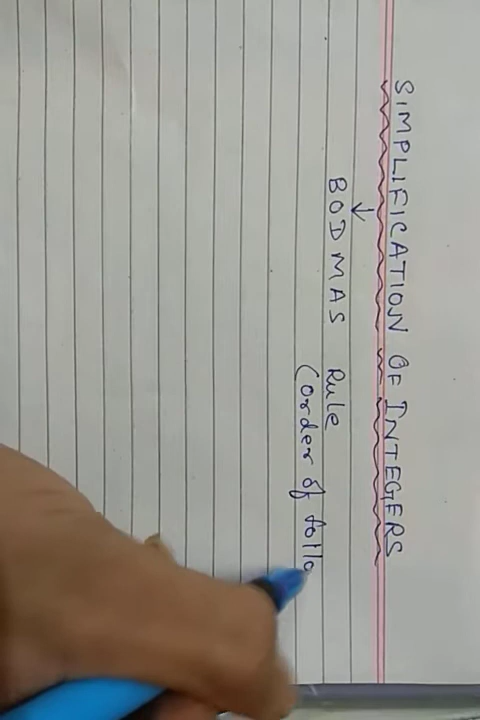 SIMPLIFICATION OF INTEGERS
↓
BODMAS Rule
(order of follo